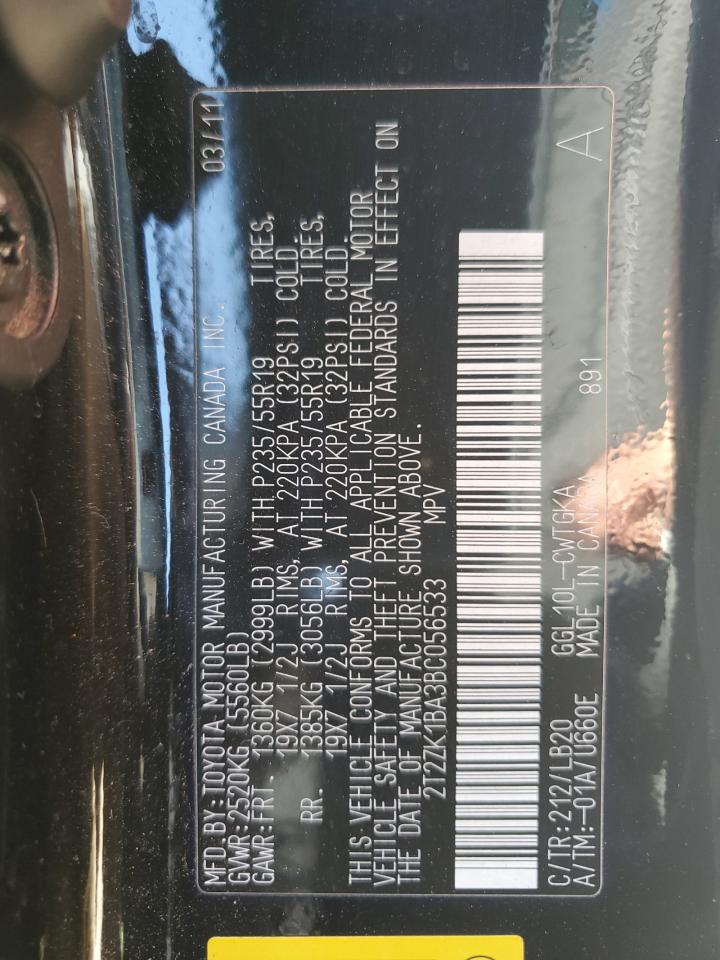 MFD.BY:TOYOTA MOTOR MANUFACTURING CANADA INC. 03/11
GVWR:2520KG (5560LB)
GAWR:FRT. 1360KG (2999LB) WITH P235/55R19 TIRES,
19X7 1/2J RIMS, AT 220KPA (32PSI) COLD.
RR. 1385KG (3056LB) WITH P235/55R19 TIRES,
19X7 1/2J RIMS, AT 220KPA (32PSI) COLD.
THIS VEHICLE CONFORMS TO ALL APPLICABLE FEDERAL MOTOR
VEHICLE SAFETY AND THEFT PREVENTION STANDARDS IN EFFECT ON
THE DATE OF MANUFACTURE SHOWN ABOVE.
2T2ZK1BA3BC056533 MPV
C/TR:212/LB20 GGL10L-CWTGKA A
A/TM:-01A/U660E MADE IN CANADA 891